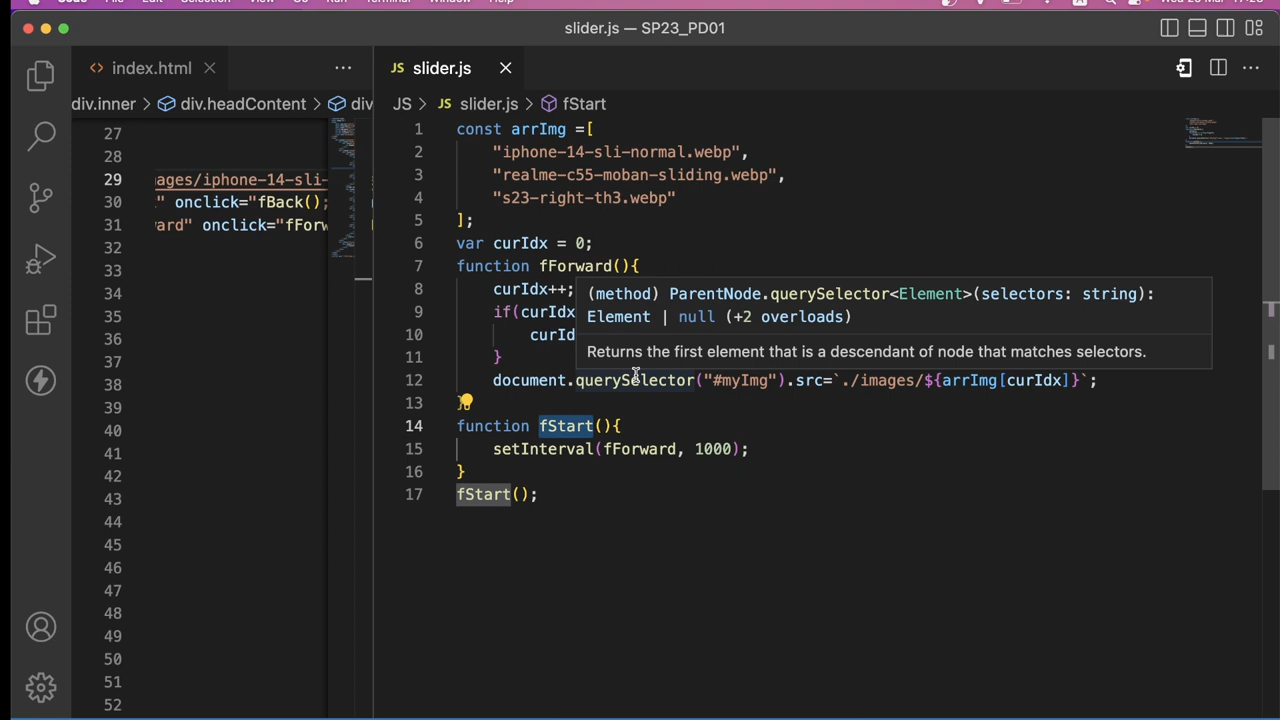 slider.js — SP23_PD01
<> index.html ×
JS slider.js ×
div.inner > div.headContent > div
JS > JS slider.js > fStart
27
28
29 ages/iphone-14-sli-
30 " onclick="fBack();
31 vard" onclick="fForw
32
33
34
35
36
37
38
39
40
41
42
43
44
45
46
47
48
49
50
51
52
1 const arrImg =[
2 "iphone-14-sli-normal.webp",
3 "realme-c55-moban-sliding.webp",
4 "s23-right-th3.webp"
5 ];
6 var curIdx = 0;
7 function fForward(){
8 curIdx++;
9 if(curIdx
10 curId
11 }
12 document.querySelector("#myImg").src=`./images/${arrImg[curIdx]}`;
13 }
14 function fStart(){
15 setInterval(fForward, 1000);
16 }
17 fStart();
(method) ParentNode.querySelector<Element>(selectors: string):
Element | null (+2 overloads)
Returns the first element that is a descendant of node that matches selectors.